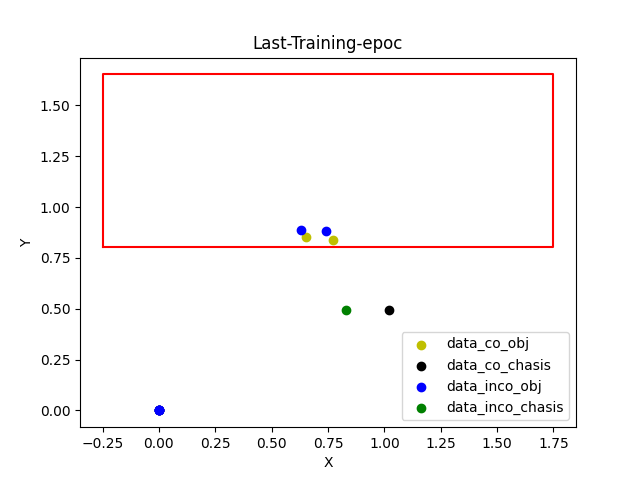 Last-Training-epoc
1.50
1.25
1.00
0.75
0.50
0.25
0.00
Y
data_co_obj
data_co_chasis
data_inco_obj
data_inco_chasis
−0.25 0.00 0.25 0.50 0.75 1.00 1.25 1.50 1.75
X